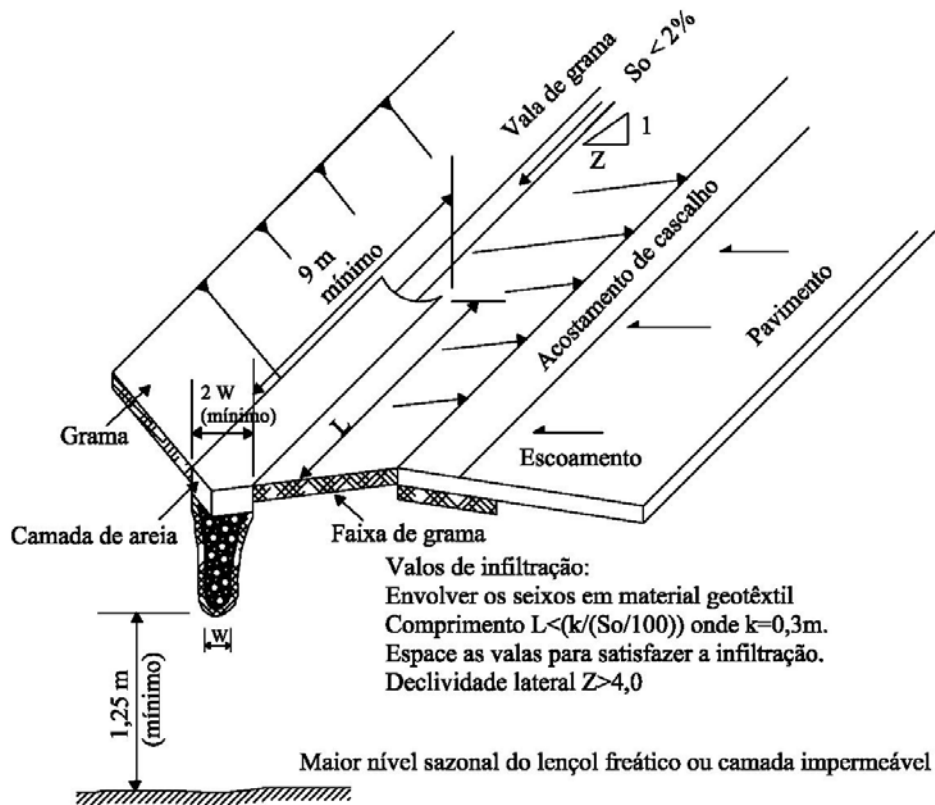 Vala de grama
So < 2%
1
Z
9 m
mínimo
Acostamento de cascalho
Pavimento
2 W
(mínimo)
Grama
L
Escoamento
Camada de areia
Faixa de grama
W
Valos de infiltração:
Envolver os seixos em material geotêxtil
Comprimento L<(k/(So/100)) onde k=0,3m.
Espace as valas para satisfazer a infiltração.
Declividade lateral Z>4,0
1,25 m
(mínimo)
Maior nível sazonal do lençol freático ou camada impermeável